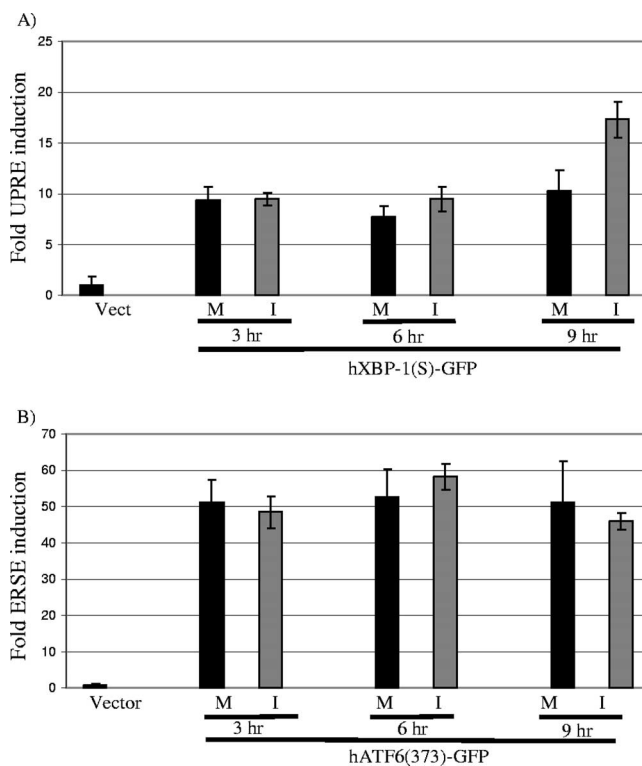 A)
25
20
15
10
5
0
Fold UPRE induction
Vect
M I M I M I
3 hr 6 hr 9 hr
hXBP-1(S)-GFP
B)
70
60
50
40
30
20
10
0
Fold ERSE induction
Vector
M I M I M I
3 hr 6 hr 9 hr
hATF6(373)-GFP